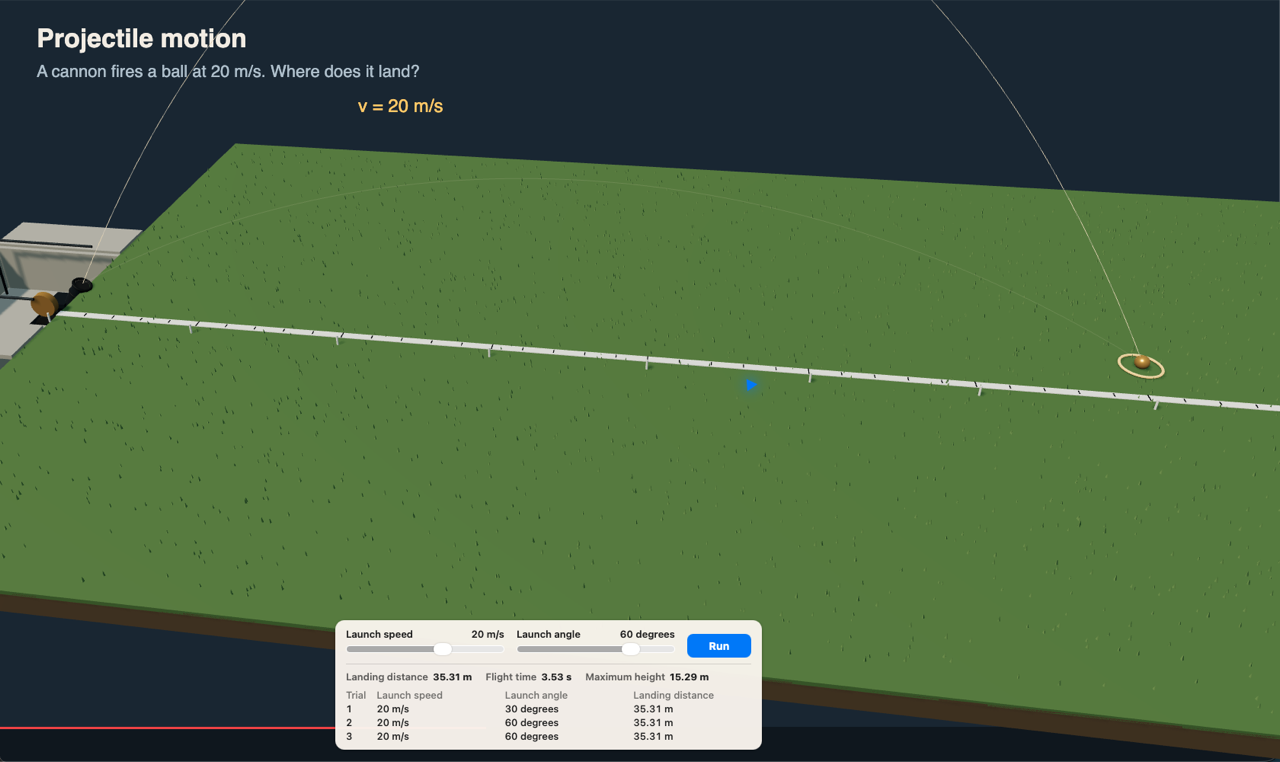 Projectile motion
A cannon fires a ball at 20 m/s. Where does it land?
v = 20 m/s
Launch speed 20 m/s Launch angle 60 degrees Run
Landing distance 35.31 m Flight time 3.53 s Maximum height 15.29 m
Trial Launch speed Launch angle Landing distance
1 20 m/s 30 degrees 35.31 m
2 20 m/s 60 degrees 35.31 m
3 20 m/s 60 degrees 35.31 m